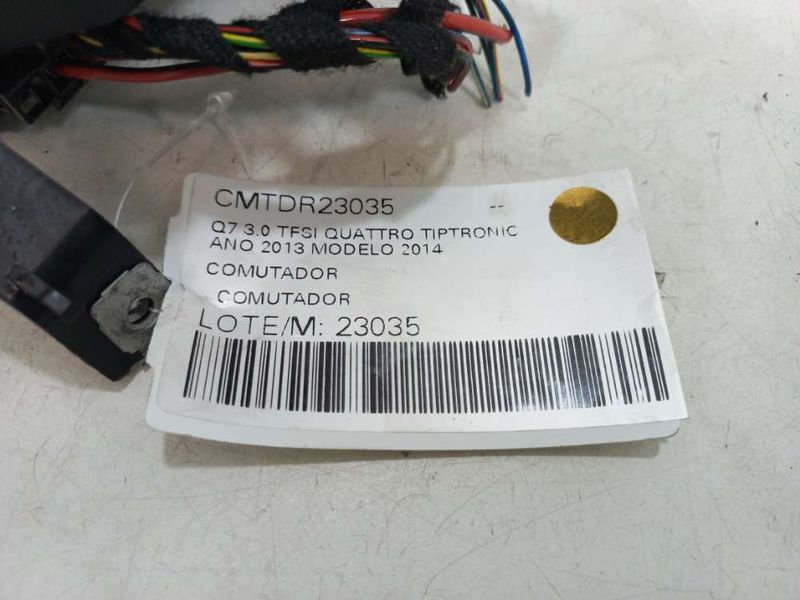 CMTDR23035 --
Q7 3.0 TFSI QUATTRO TIPTRONIC
ANO 2013 MODELO 2014
COMUTADOR
COMUTADOR
LOTE/M: 23035